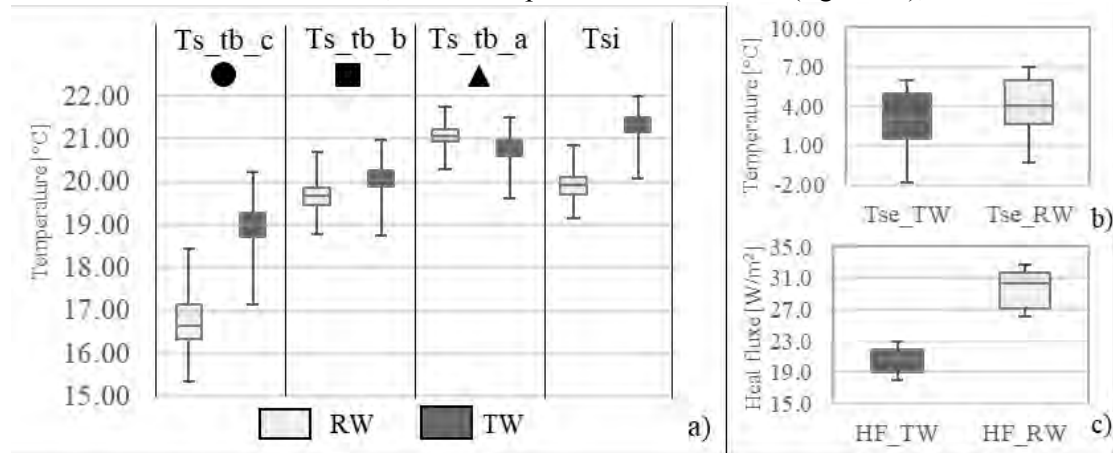 Ts_tb_c Ts_tb_b Ts_tb_a Tsi
Temperature [°C]
22.00
21.00
20.00
19.00
18.00
17.00
16.00
15.00
RW TW a)
Temperature [°C]
10.00
7.00
4.00
1.00
-2.00
Tse_TW Tse_RW b)
Heal fluxe [W/m²]
35.0
31.0
27.0
23.0
19.0
15.0
HF_TW HF_RW c)